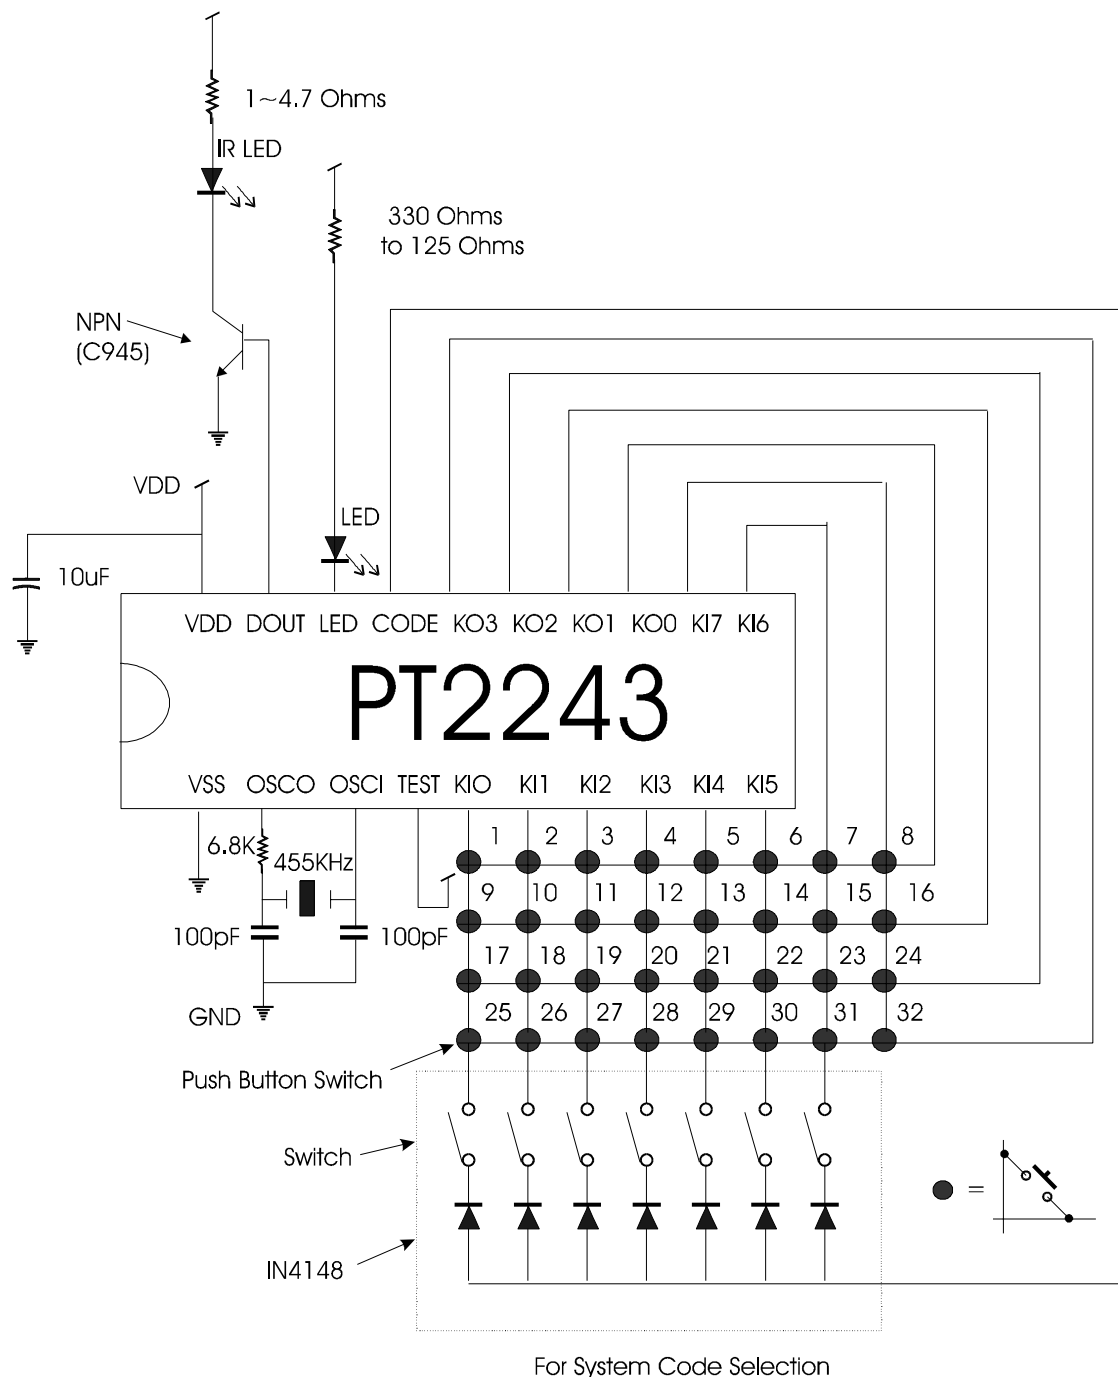 1~4.7 Ohms
IR LED
330 Ohms
to 125 Ohms
NPN
(C945)
VDD
LED
10uF
VDD DOUT LED CODE KO3 KO2 KO1 KO0 KI7 KI6
PT2243
VSS OSCO OSCI TEST KIO KI1 KI2 KI3 KI4 KI5
1 2 3 4 5 6 7 8
6.8K
455KHz
9 10 11 12 13 14 15 16
100pF 100pF
17 18 19 20 21 22 23 24
GND
25 26 27 28 29 30 31 32
Push Button Switch
Switch
=
IN4148
For System Code Selection